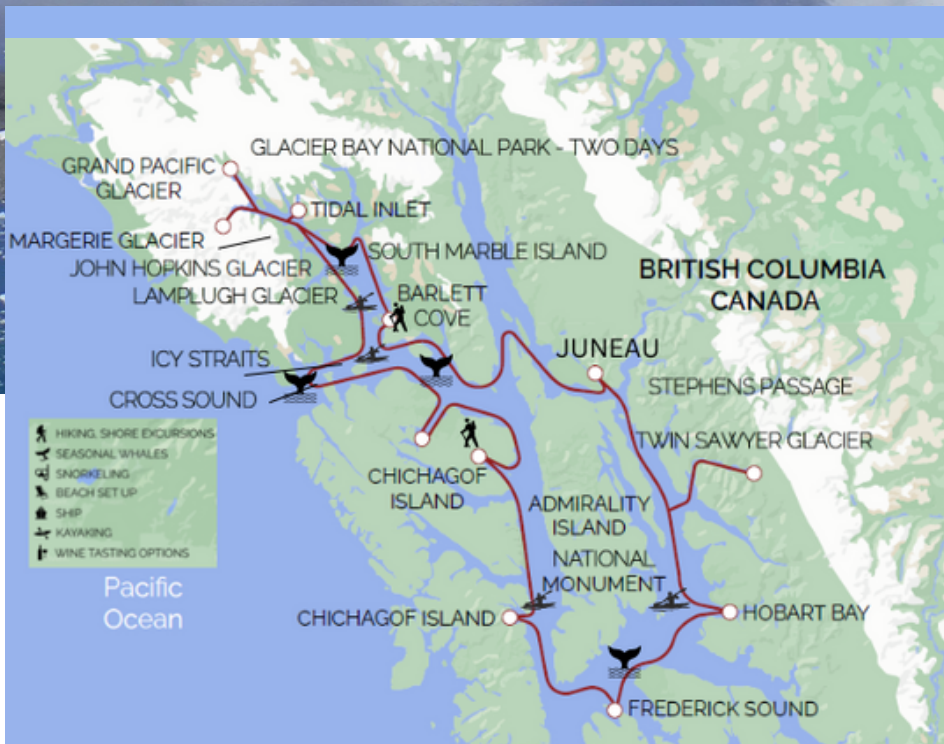 GLACIER BAY NATIONAL PARK - TWO DAYS
GRAND PACIFIC
GLACIER
TIDAL INLET
MARGERIE GLACIER
SOUTH MARBLE ISLAND
JOHN HOPKINS GLACIER
LAMPLUGH GLACIER
BARLETT
COVE
BRITISH COLUMBIA
CANADA
ICY STRAITS
JUNEAU
CROSS SOUND
STEPHENS PASSAGE
HIKING, SHORE EXCURSIONS
SEASONAL WHALES
SNORKELING
BEACH SET UP
SHIP
KAYAKING
WINE TASTING OPTIONS
TWIN SAWYER GLACIER
CHICHAGOF
ISLAND
ADMIRALITY
ISLAND
NATIONAL
MONUMENT
Pacific
Ocean
CHICHAGOF ISLAND
HOBART BAY
FREDERICK SOUND